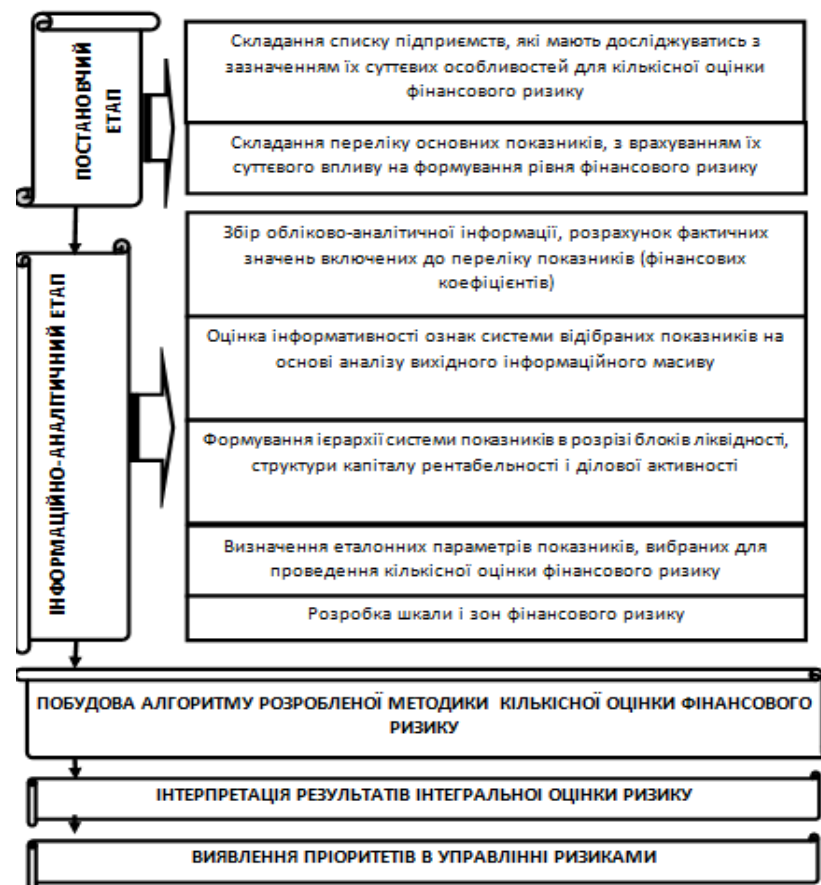 ПОСТАНОВЧИЙ
ЕТАП
Складання списку підприємств, які мають досліджуватись з
зазначенням їх суттєвих особливостей для кількісної оцінки
фінансового ризику
Складання переліку основних показників, з врахуванням їх
суттєвого впливу на формування рівня фінансового ризику
ІНФОРМАЦІЙНО-АНАЛІТИЧНИЙ ЕТАП
Збір обліково-аналітичної інформації, розрахунок фактичних
значень включених до переліку показників (фінансових
коефіцієнтів)
Оцінка інформативності ознак системи відібраних показників на
основі аналізу вихідного інформаційного масиву
Формування ієрархії системи показників в розрізі блоків ліквідності,
структури капіталу рентабельності і ділової активності
Визначення еталонних параметрів показників, вибраних для
проведення кількісної оцінки фінансового ризику
Розробка шкали і зон фінансового ризику
ПОБУДОВА АЛГОРИТМУ РОЗРОБЛЕНОЇ МЕТОДИКИ КІЛЬКІСНОЇ ОЦІНКИ ФІНАНСОВОГО
РИЗИКУ
ІНТЕРПРЕТАЦІЯ РЕЗУЛЬТАТІВ ІНТЕГРАЛЬНОЇ ОЦІНКИ РИЗИКУ
ВИЯВЛЕННЯ ПРІОРИТЕТІВ В УПРАВЛІННІ РИЗИКАМИ